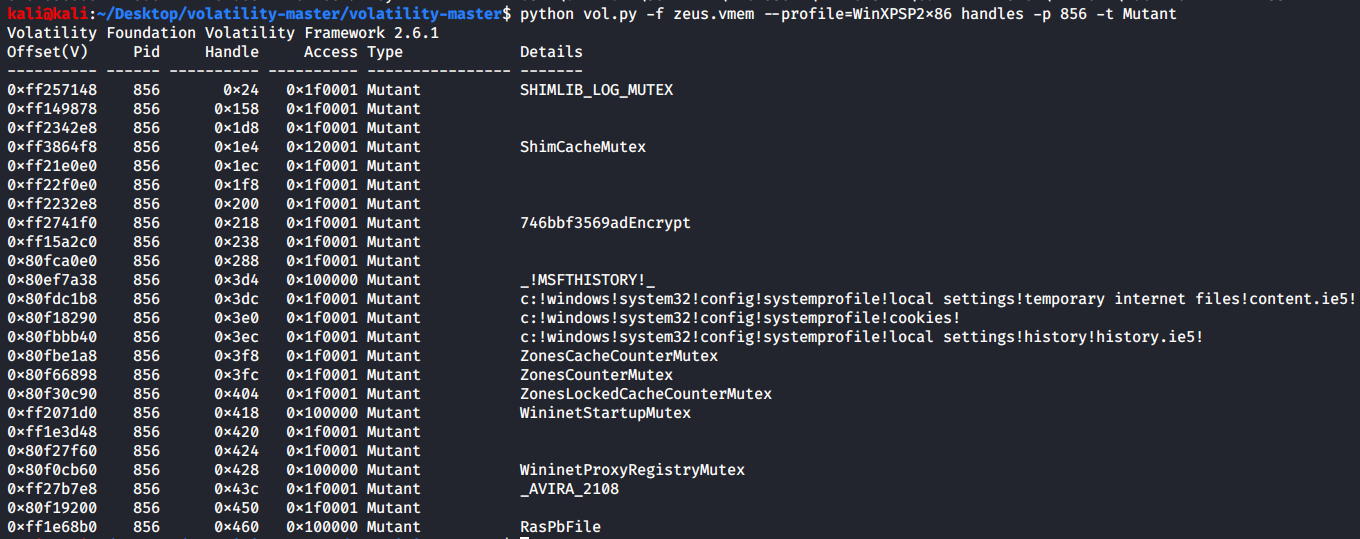 kali@kali:~/Desktop/volatility-master/volatility-master$ python vol.py -f zeus.vmem --profile=WinXPSP2×86 handles -p 856 -t Mutant
Volatility Foundation Volatility Framework 2.6.1
Offset(V) Pid Handle Access Type Details
---------- ------ ---------- ---------- ---------------- -------
0×ff257148 856 0×24 0×1f0001 Mutant SHIMLIB_LOG_MUTEX
0×ff149878 856 0×158 0×1f0001 Mutant
0×ff2342e8 856 0×1d8 0×1f0001 Mutant
0×ff3864f8 856 0×1e4 0×120001 Mutant ShimCacheMutex
0×ff21e0e0 856 0×1ec 0×1f0001 Mutant
0×ff22f0e0 856 0×1f8 0×1f0001 Mutant
0×ff2232e8 856 0×200 0×1f0001 Mutant
0×ff2741f0 856 0×218 0×1f0001 Mutant 746bbf3569adEncrypt
0×ff15a2c0 856 0×238 0×1f0001 Mutant
0×80fca0e0 856 0×288 0×1f0001 Mutant
0×80ef7a38 856 0×3d4 0×100000 Mutant _!MSFTHISTORY!_
0×80fdc1b8 856 0×3dc 0×1f0001 Mutant c:!windows!system32!config!systemprofile!local settings!temporary internet files!content.ie5!
0×80f18290 856 0×3e0 0×1f0001 Mutant c:!windows!system32!config!systemprofile!cookies!
0×80fbbb40 856 0×3ec 0×1f0001 Mutant c:!windows!system32!config!systemprofile!local settings!history!history.ie5!
0×80fbe1a8 856 0×3f8 0×1f0001 Mutant ZonesCacheCounterMutex
0×80f66898 856 0×3fc 0×1f0001 Mutant ZonesCounterMutex
0×80f30c90 856 0×404 0×1f0001 Mutant ZonesLockedCacheCounterMutex
0×ff2071d0 856 0×418 0×100000 Mutant WininetStartupMutex
0×ff1e3d48 856 0×420 0×1f0001 Mutant
0×80f27f60 856 0×424 0×1f0001 Mutant
0×80f0cb60 856 0×428 0×100000 Mutant WininetProxyRegistryMutex
0×ff27b7e8 856 0×43c 0×1f0001 Mutant _AVIRA_2108
0×80f19200 856 0×450 0×1f0001 Mutant
0×ff1e68b0 856 0×460 0×100000 Mutant RasPbFile